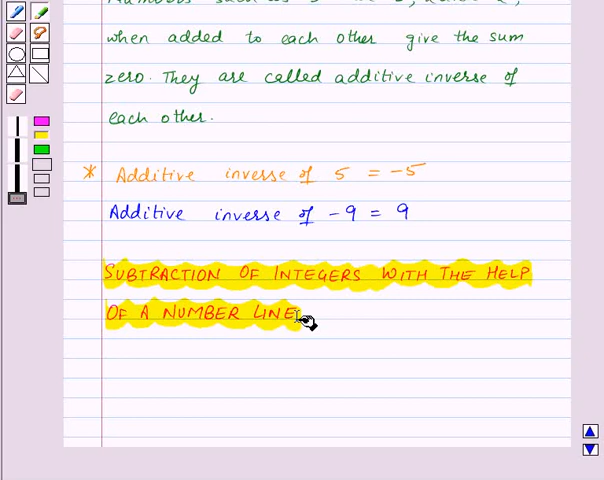 when added to each other give the sum
zero. They are called additive inverse of
each other.
* Additive inverse of 5 = -5
Additive inverse of -9 = 9
SUBTRACTION OF INTEGERS WITH THE HELP
OF A NUMBER LINE